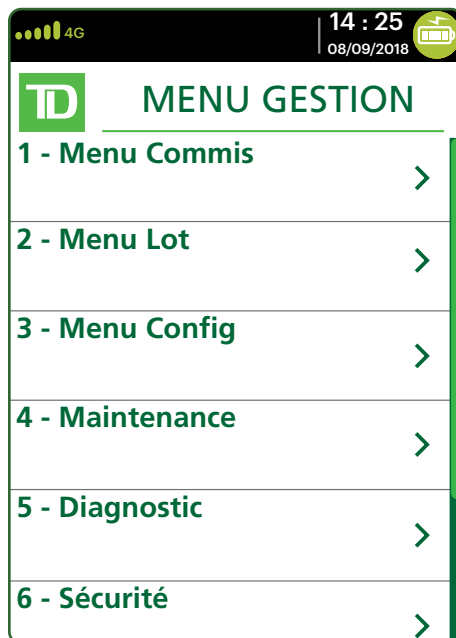 4G
14 : 25
08/09/2018
TD
MENU GESTION
1 - Menu Commis
2 - Menu Lot
3 - Menu Config
4 - Maintenance
5 - Diagnostic
6 - Sécurité